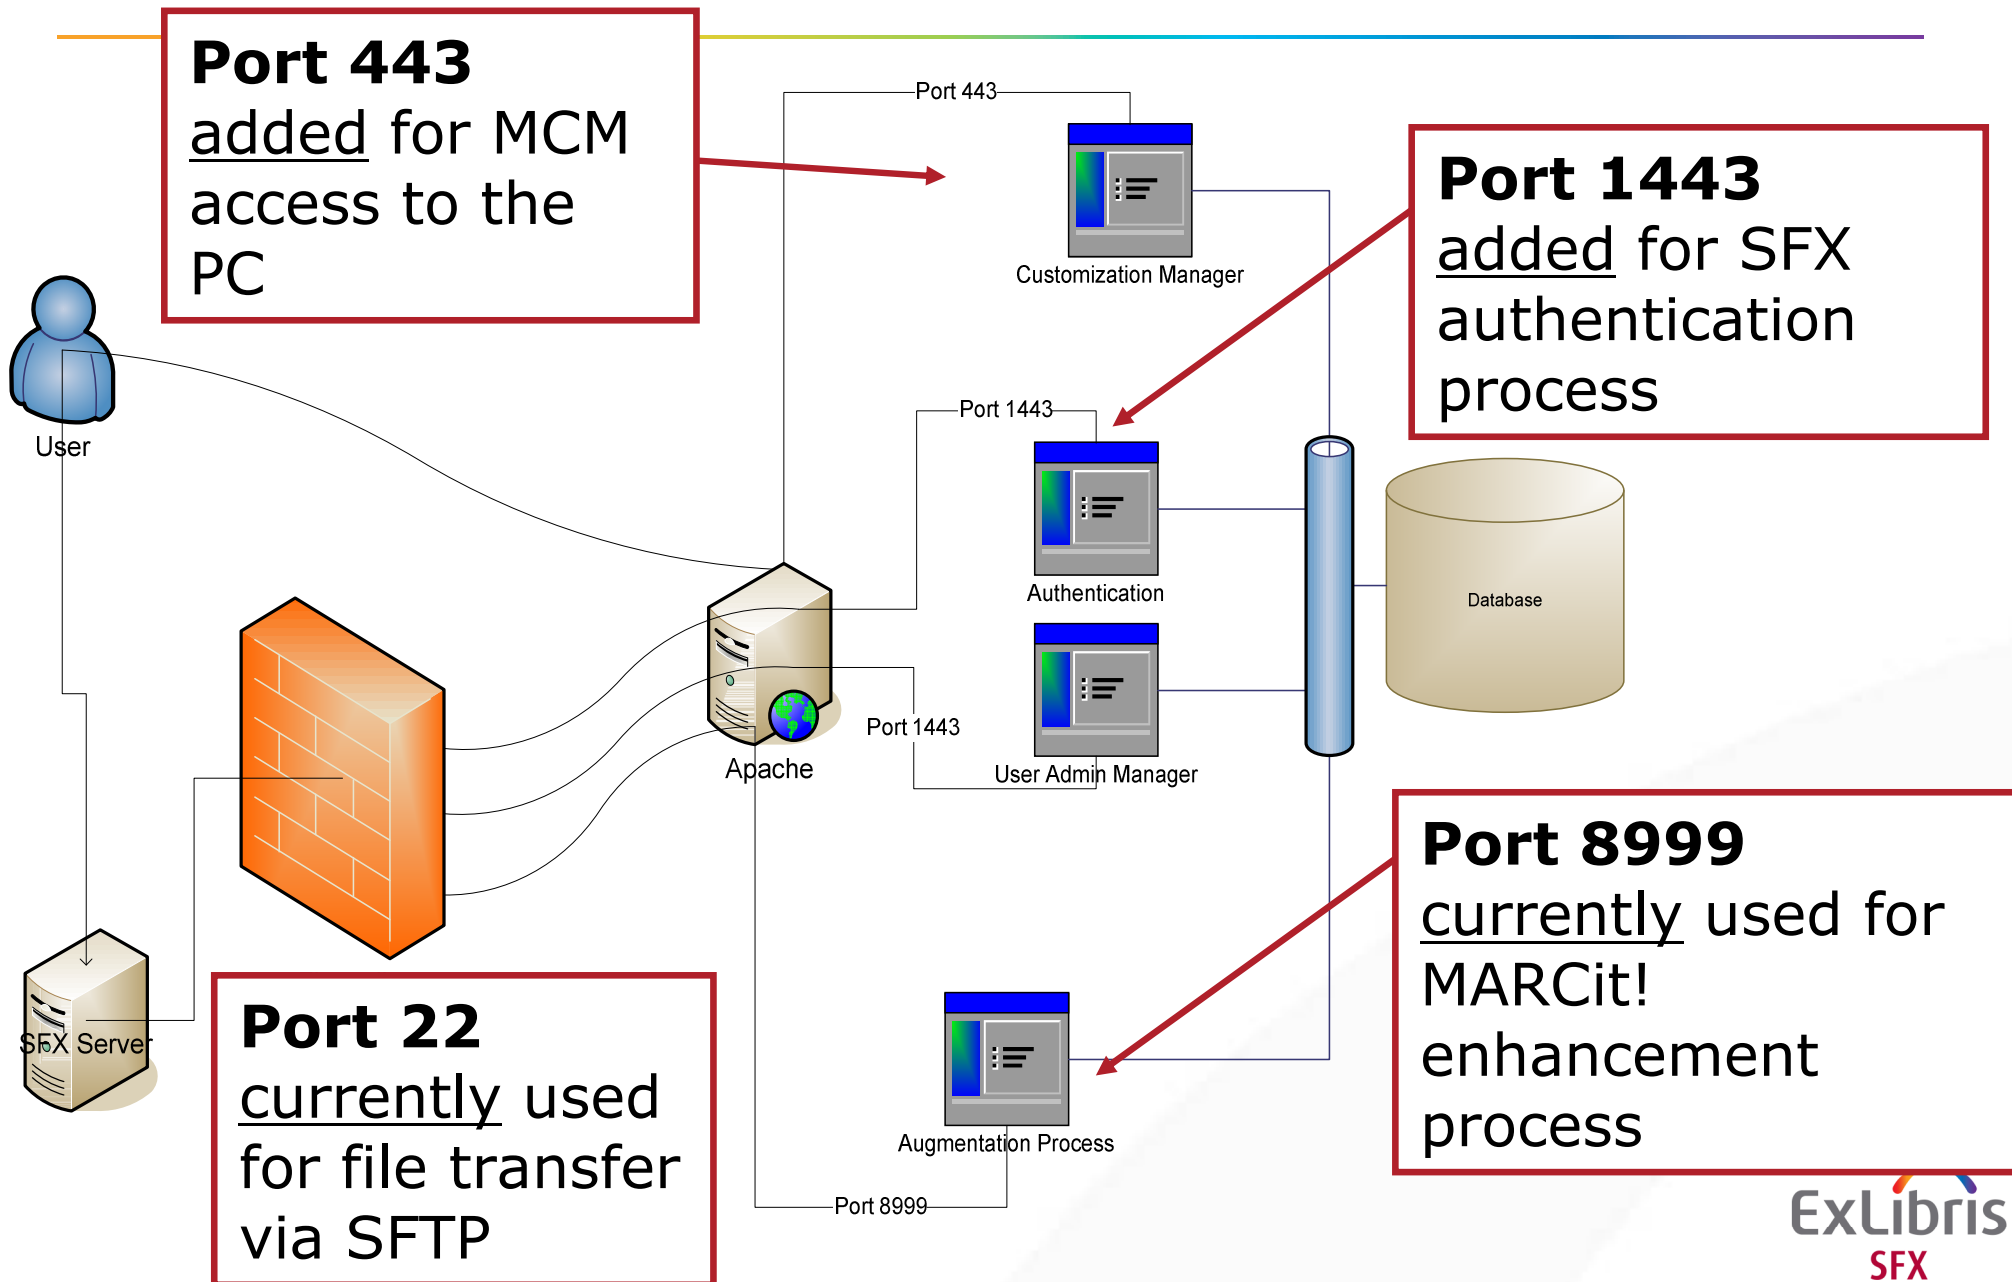 Port 443
added for MCM
access to the
PC
Port 443
Customization Manager
Port 1443
added for SFX
authentication
process
User
Port 1443
Authentication
Database
Port 1443
Apache
User Admin Manager
SFX Server
Port 22
currently used
for file transfer
via SFTP
Port 8999
currently used for
MARCit!
enhancement
process
Augmentation Process
Port 8999
ExLibris
SFX